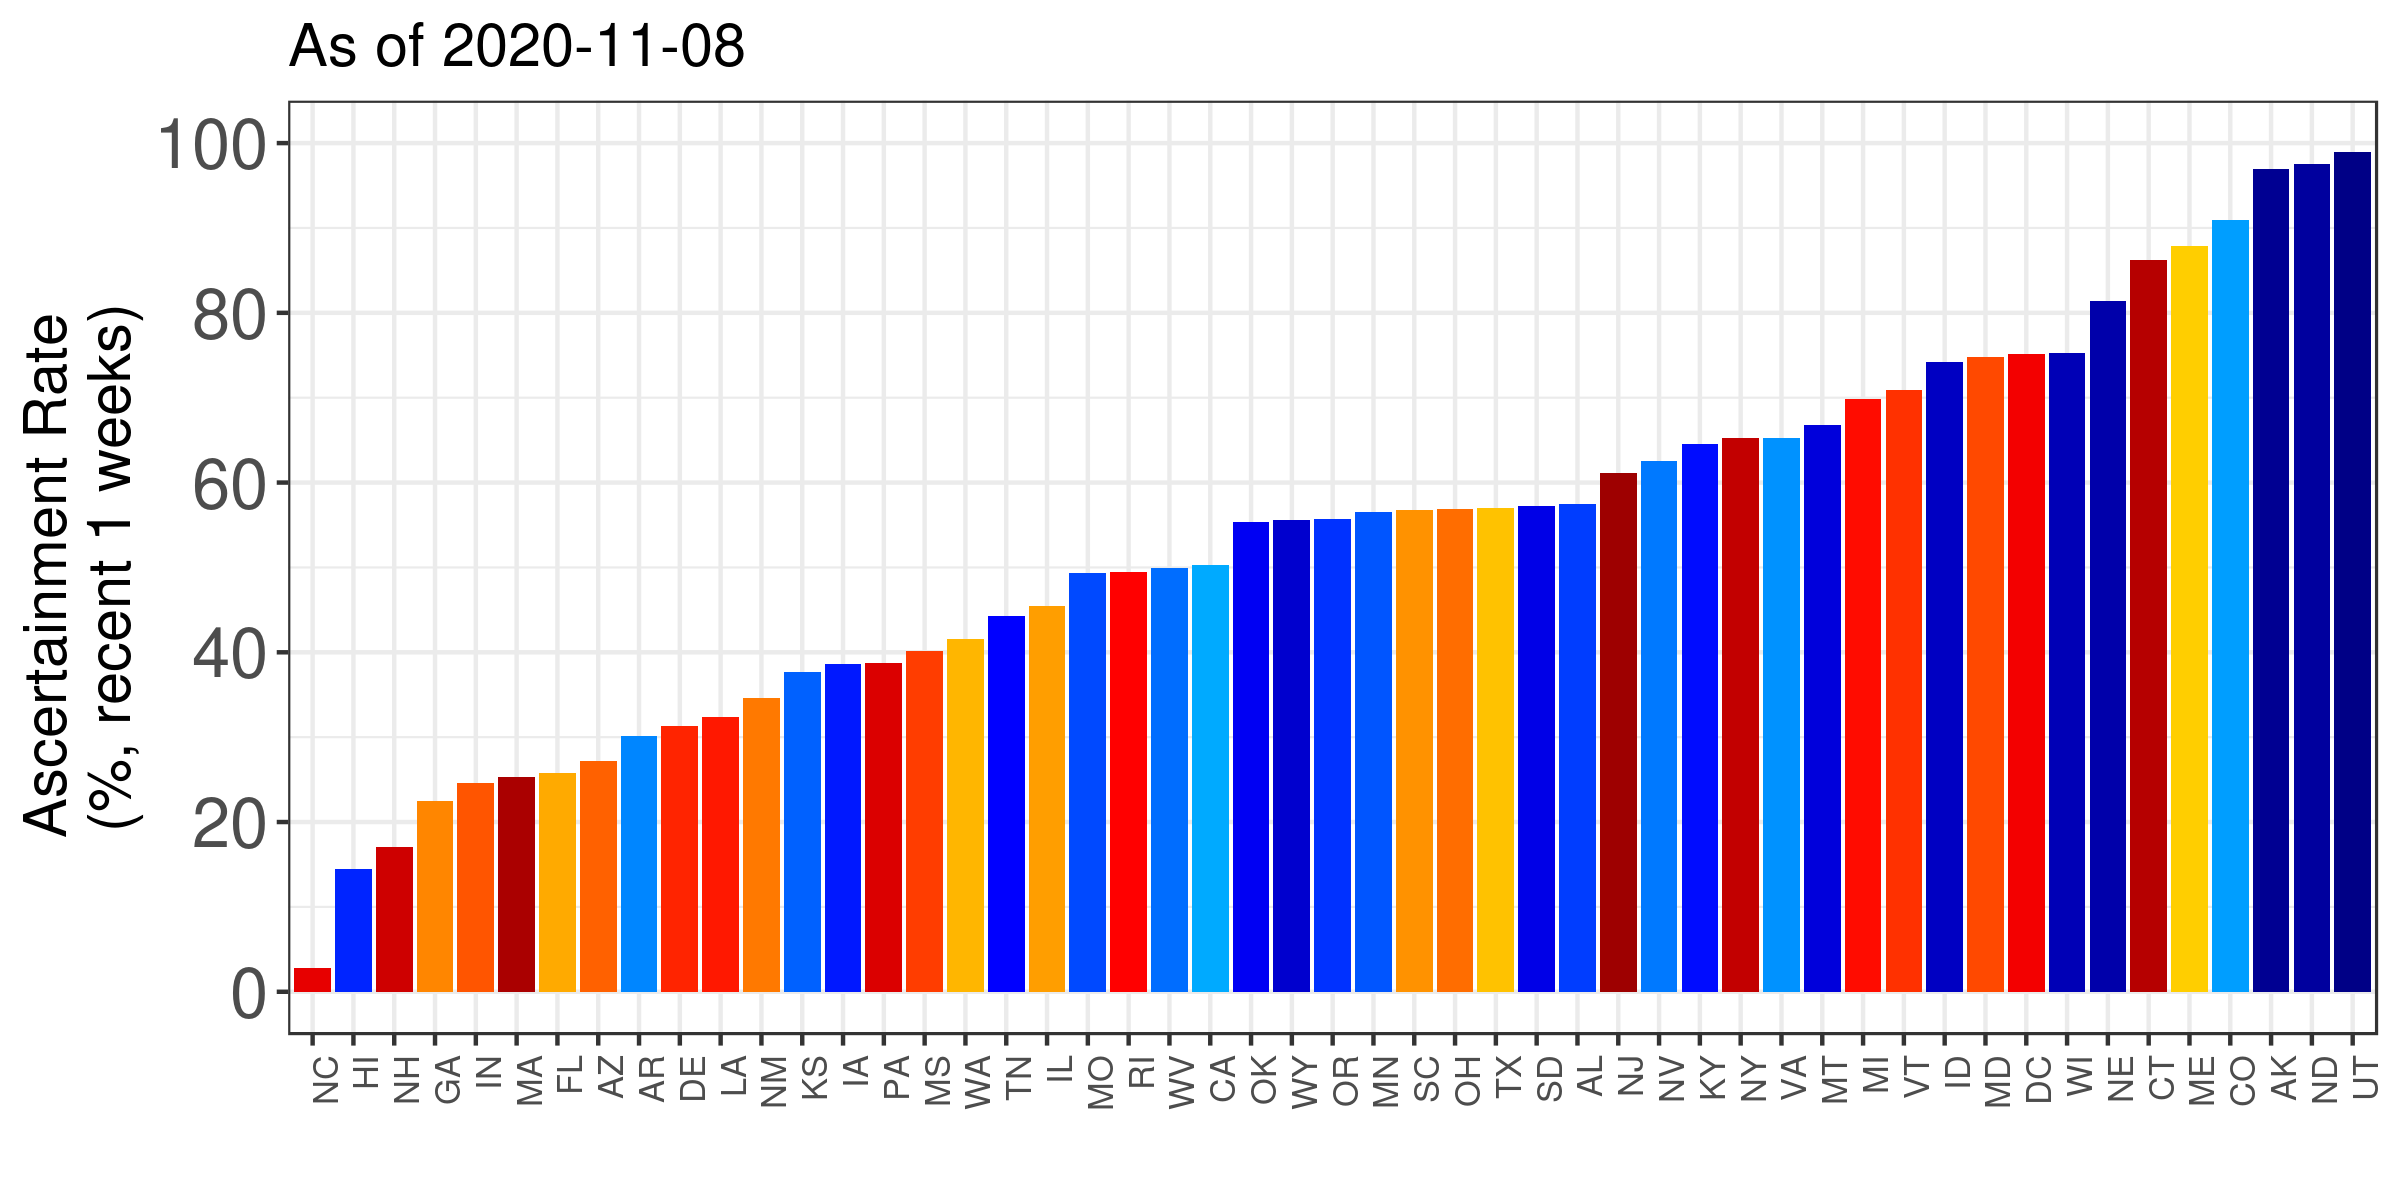 As of 2020-11-08
Ascertainment Rate
(%, recent 1 weeks)
100
80
60
40
20
0
NC HI NH GA IN MA FL AZ AR DE LA NM KS IA PA MS WA TN IL MO RI WV CA OK WY OR MN SC OH TX SD AL NJ NV KY NY VA MT MI VT ID MD DC WI NE CT ME CO AK ND UT